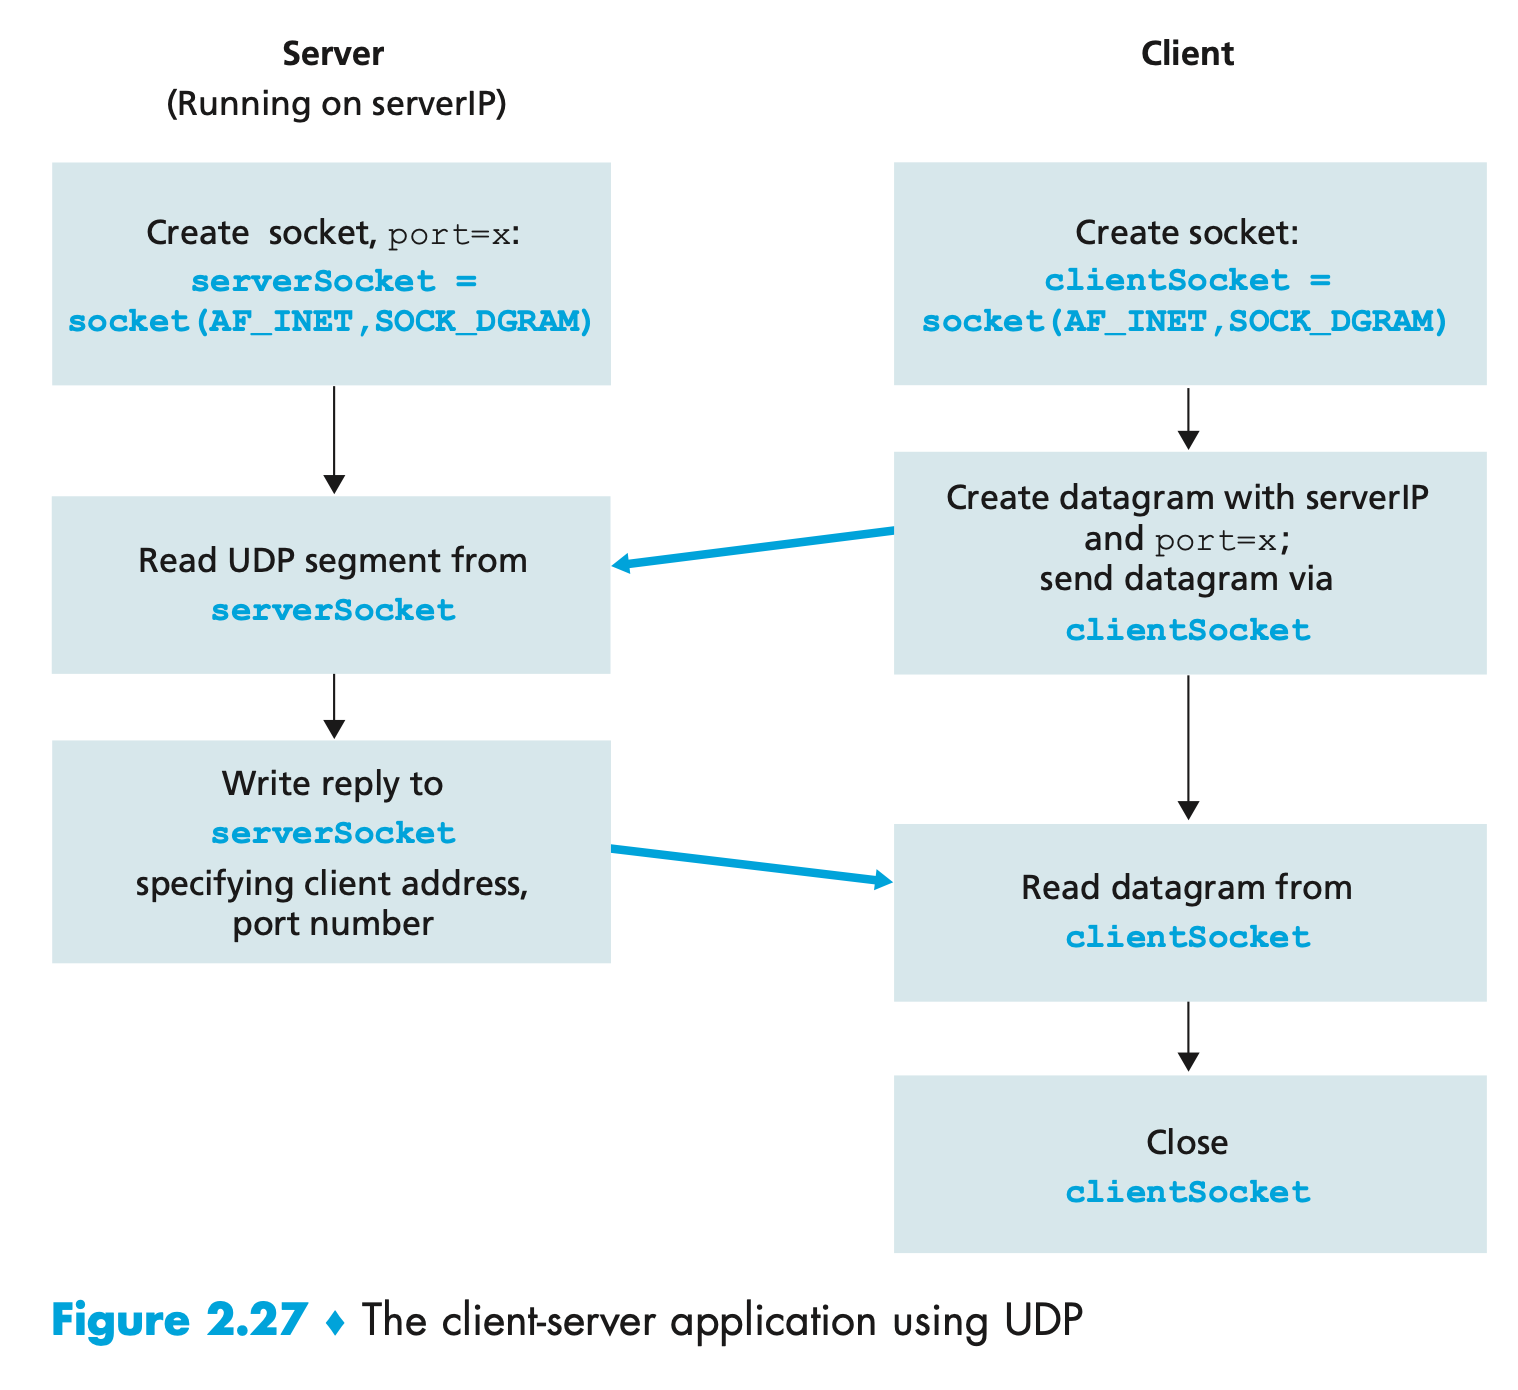 Server
(Running on serverIP)
Create socket, port=x:
serverSocket =
socket(AF_INET,SOCK_DGRAM)
Read UDP segment from
serverSocket
Write reply to
serverSocket
specifying client address,
port number
Client
Create socket:
clientSocket =
socket(AF_INET,SOCK_DGRAM)
Create datagram with serverIP
and port=x;
send datagram via
clientSocket
Read datagram from
clientSocket
Close
clientSocket
Figure 2.27 ♦ The client-server application using UDP